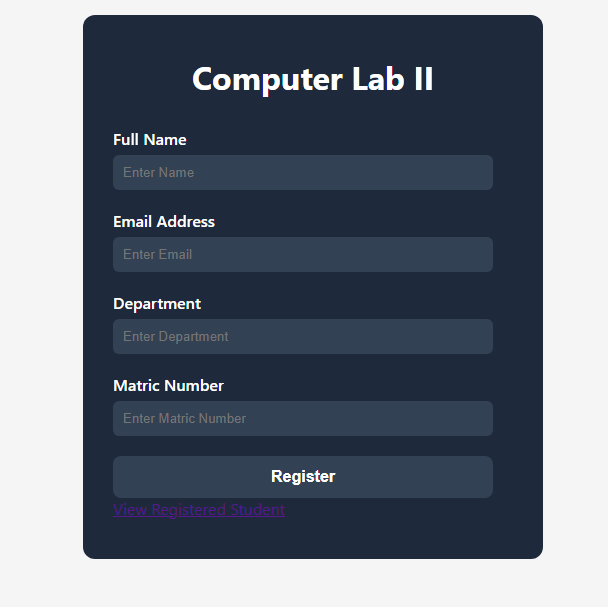 Computer Lab II
Full Name
Enter Name
Email Address
Enter Email
Department
Enter Department
Matric Number
Enter Matric Number
Register
View Registered Student